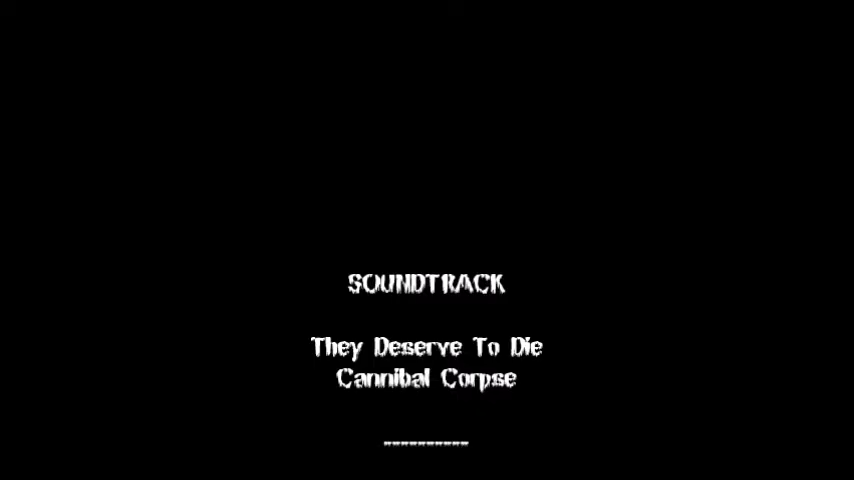 SOUNDTRACK
They Deserve To Die
Cannibal Corpse
----------